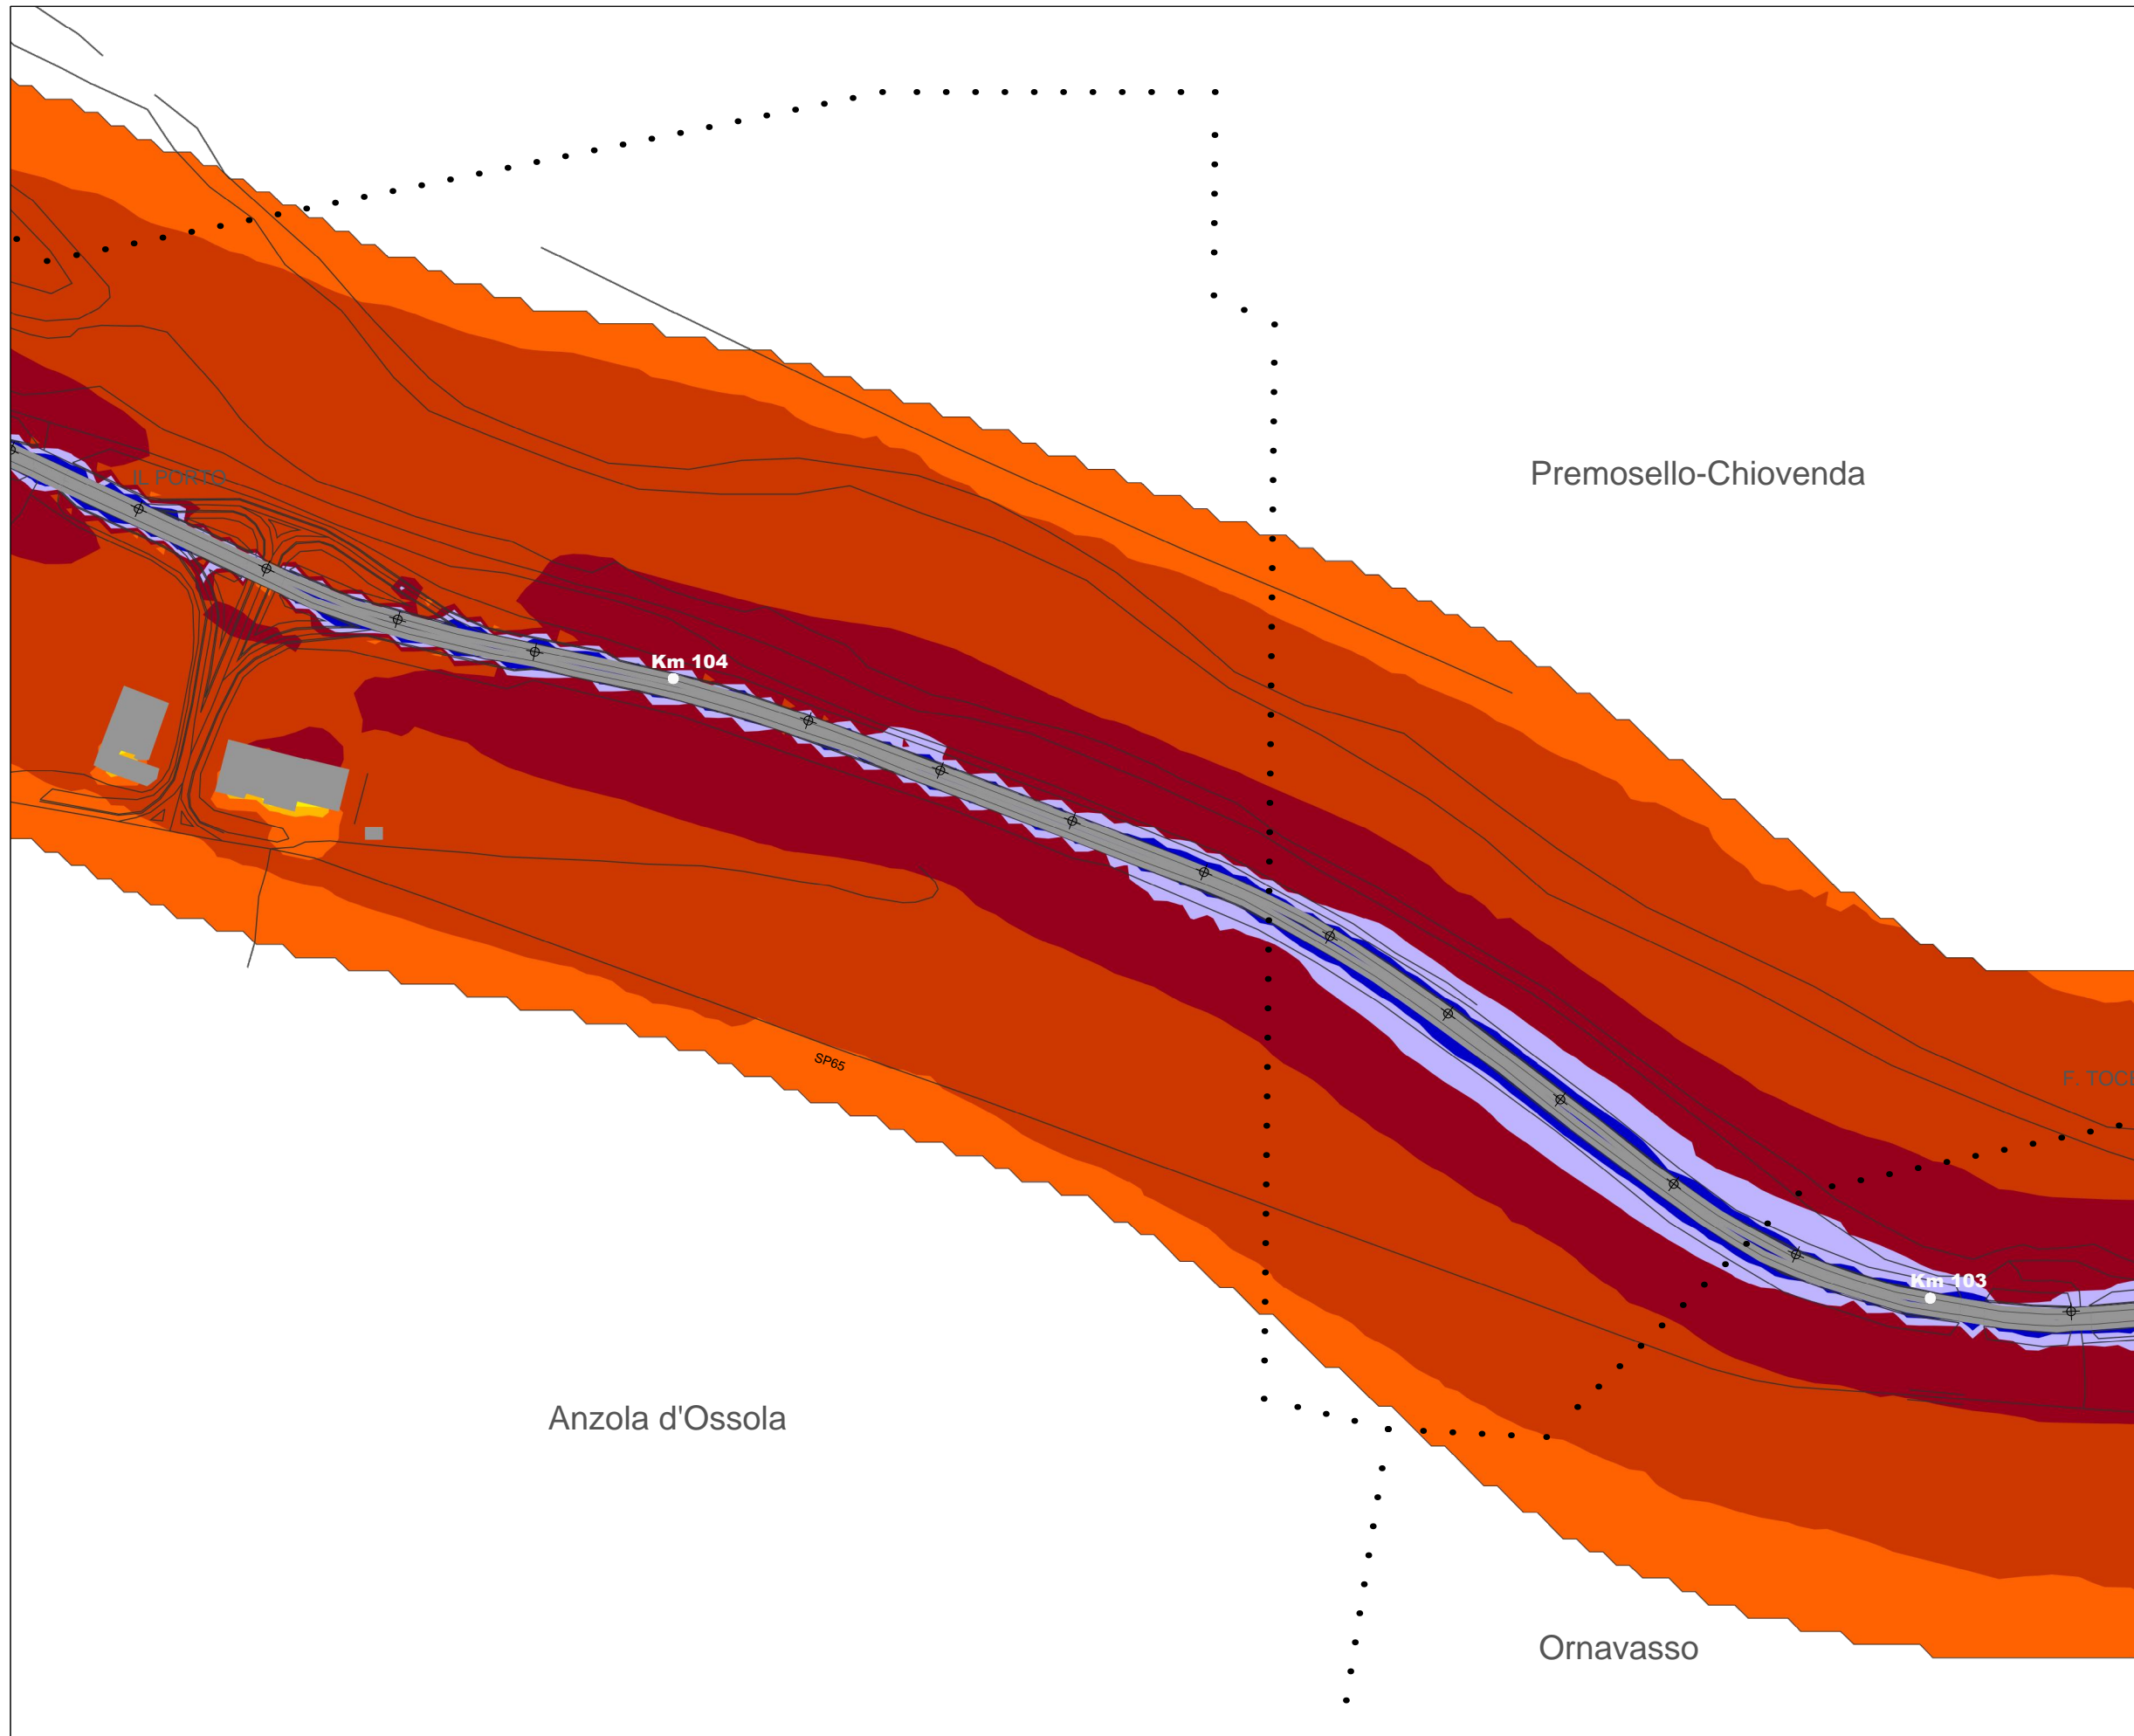 Premosello-Chiovenda
IL PORTO
Km 104
SP65
F. TOCE
Km 103
Anzola d'Ossola
Ornavasso